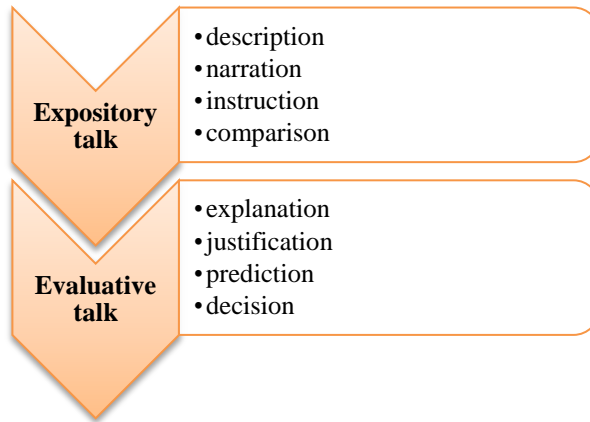 Expository
talk
•description
•narration
•instruction
•comparison
Evaluative
talk
•explanation
•justification
•prediction
•decision